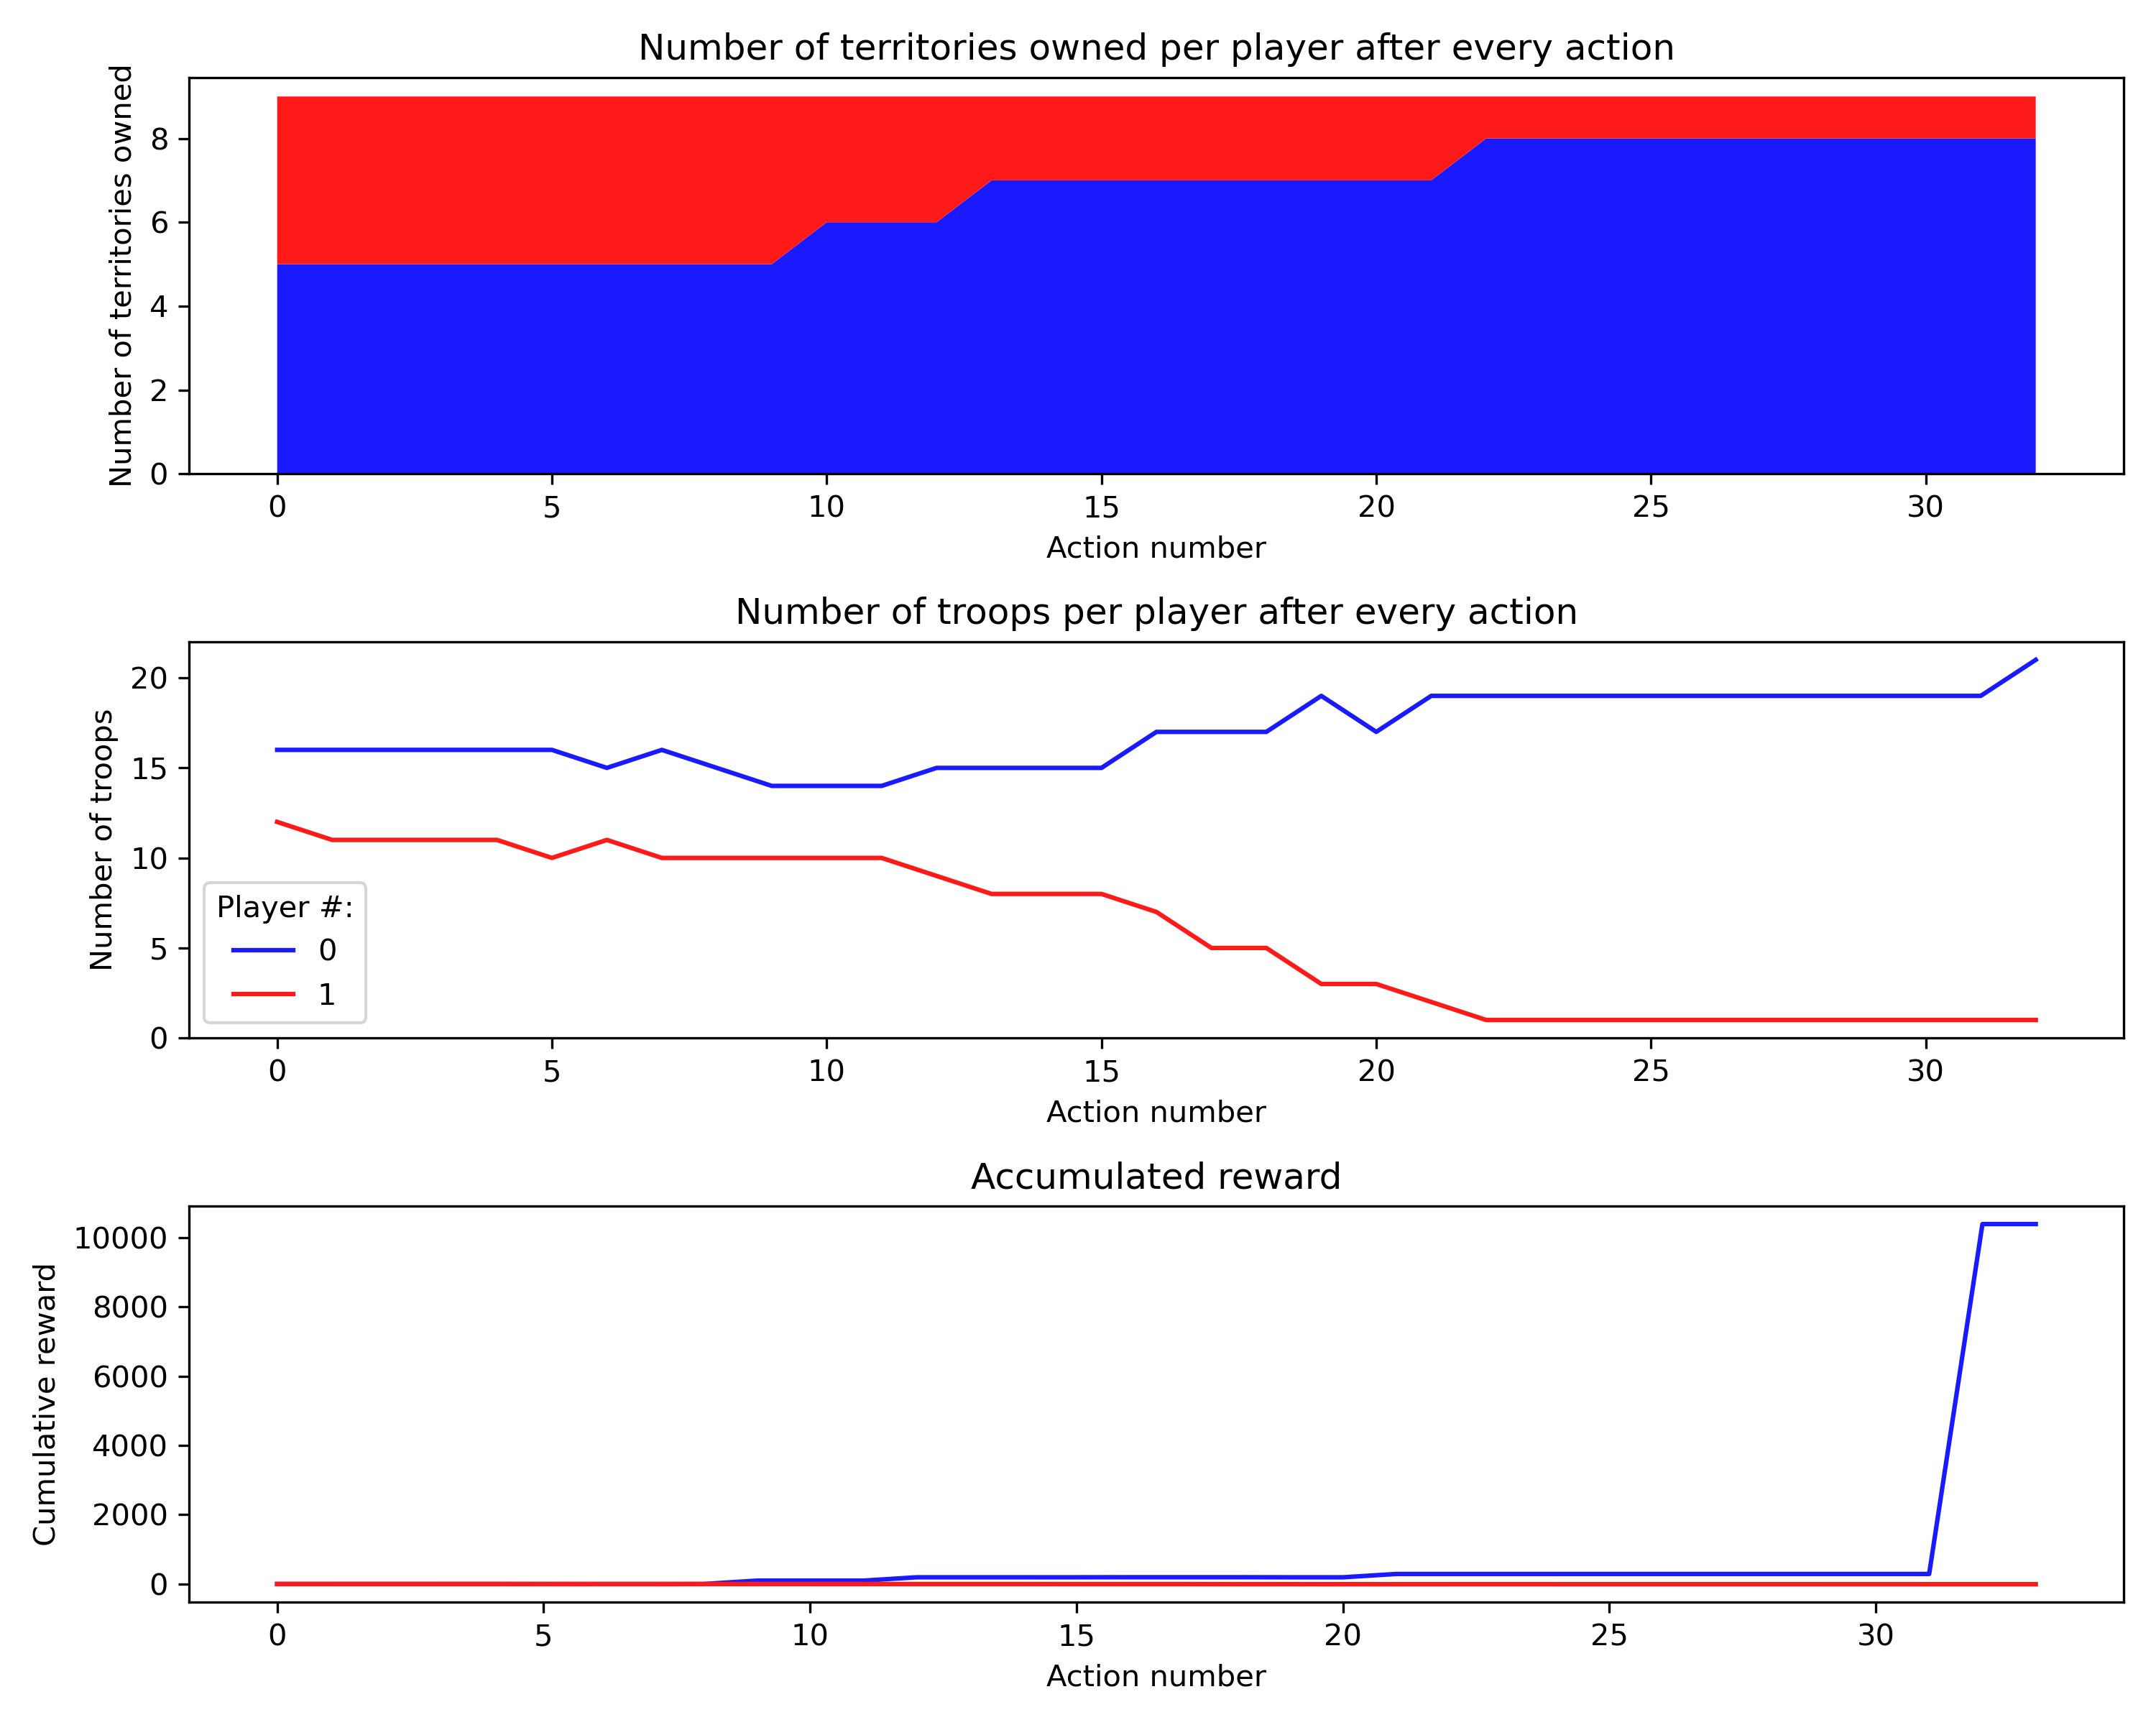 Number of territories owned per player after every action
Number of territories owned
8
6
4
2
0
0 5 10 15 20 25 30
Action number
Number of troops per player after every action
Number of troops
20
15
10
5
0
Player #:
0
1
0 5 10 15 20 25 30
Action number
Accumulated reward
Cumulative reward
10000
8000
6000
4000
2000
0
0 5 10 15 20 25 30
Action number